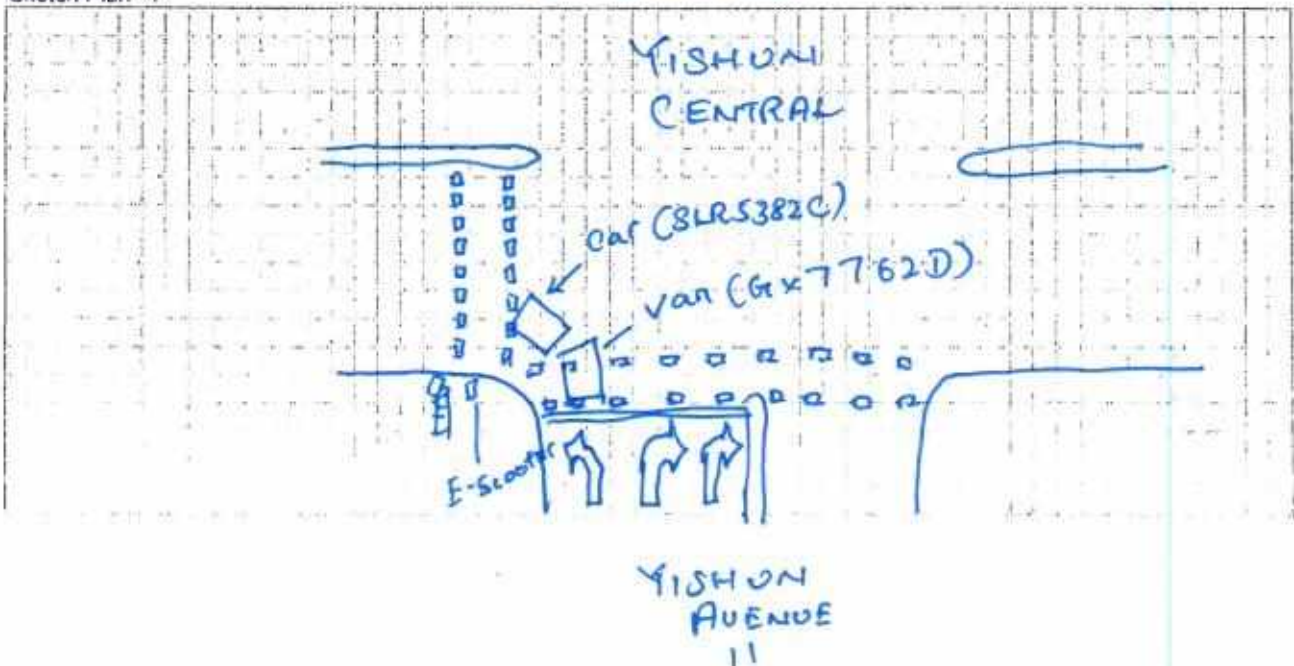 YISHUN
CENTRAL
car (SLR5382C)
van (Gx7762D)
E-Scooter
YISHUN
AVENUE
11